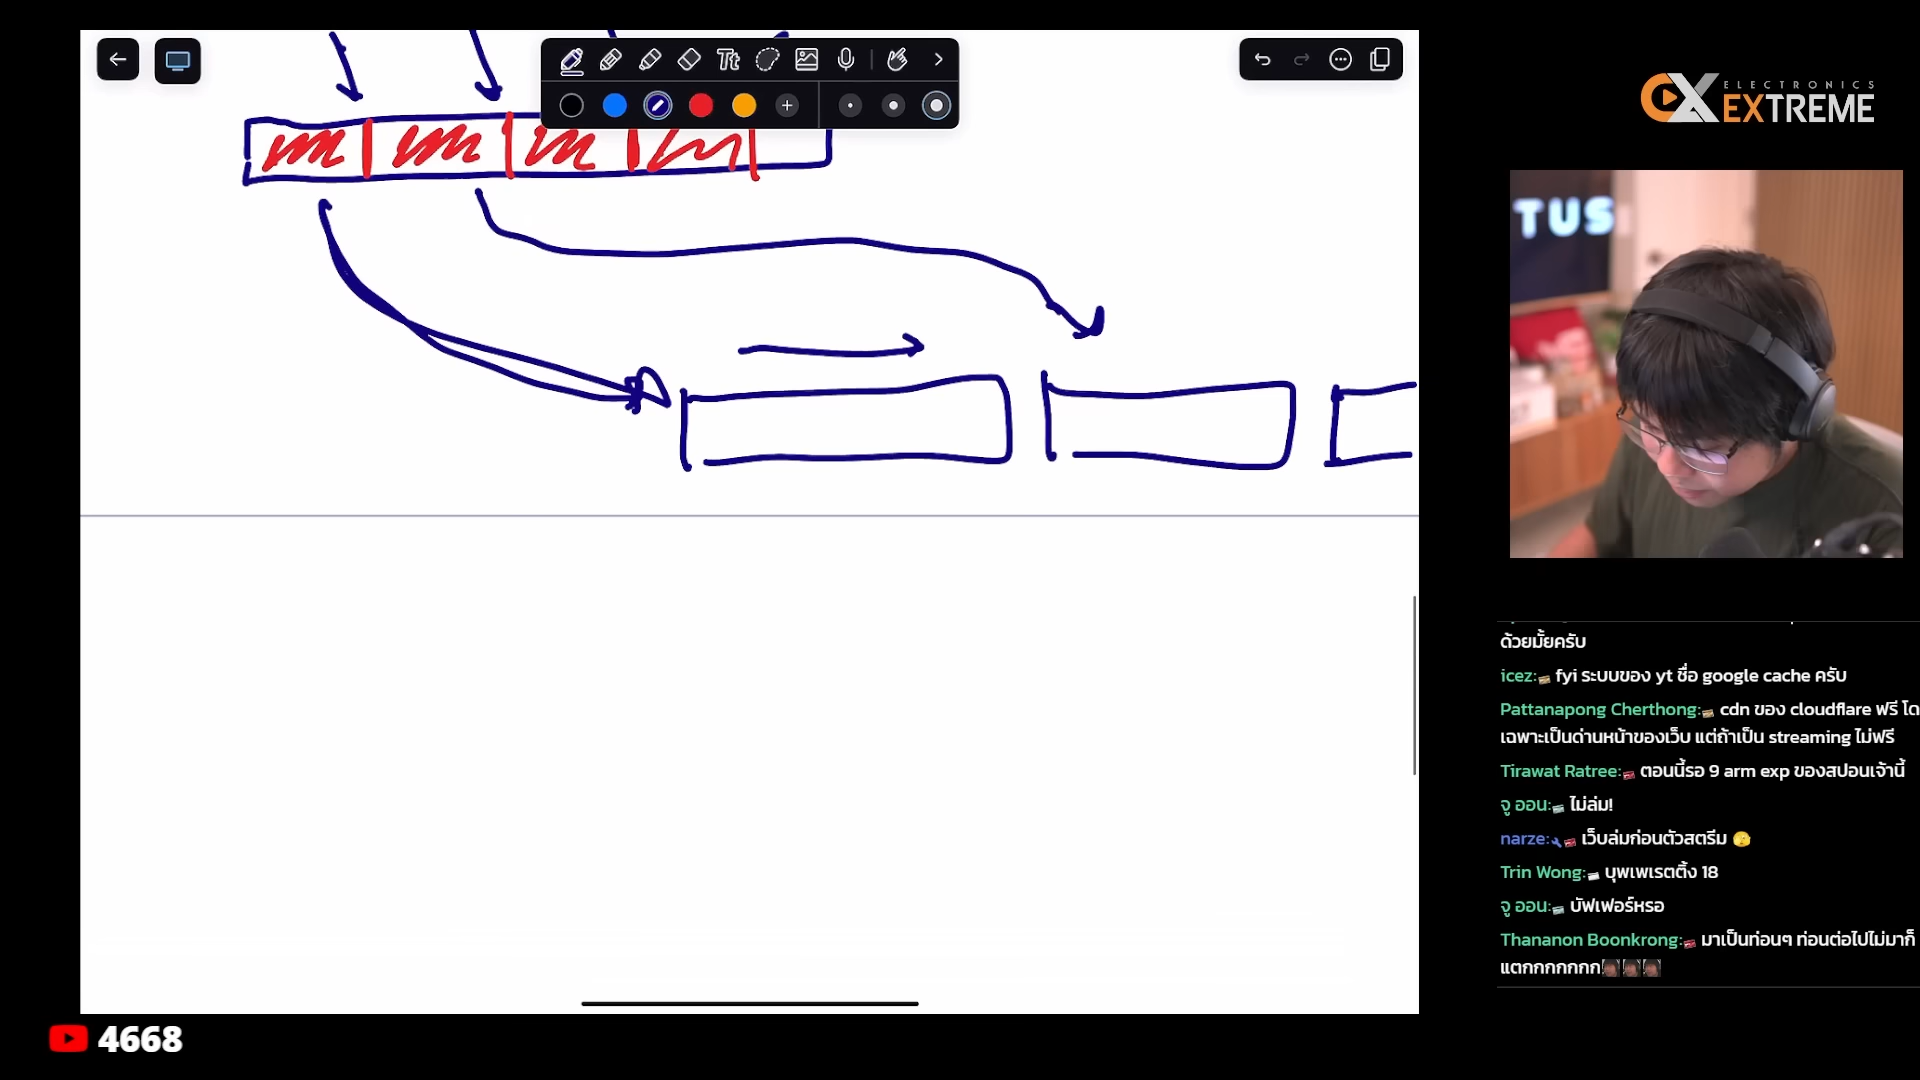 Tt
ELECTRONICS
EXTREME
TUS
ด้วยมั้ยครับ
icez: fyi ระบบของ yt ชื่อ google cache ครับ
Pattanapong Cherthong: cdn ของ cloudflare ฟรี โด
เฉพาะเป็นด่านหน้าของเว็บ แต่ถ้าเป็น streaming ไม่ฟรี
Tirawat Ratree: ตอนนี้รอ 9 arm exp ของสปอนเจ้านี้
จู ออน: ไม่ล่ม!
narze: เว็บล่มก่อนตัวสตรีม 🫣
Trin Wong: บุพเพเรตติ้ง 18
จู ออน: บัฟเฟอร์หรอ
Thananon Boonkrong: มาเป็นท่อนๆ ท่อนต่อไปไม่มาก็
แตกกกกกกก
4668